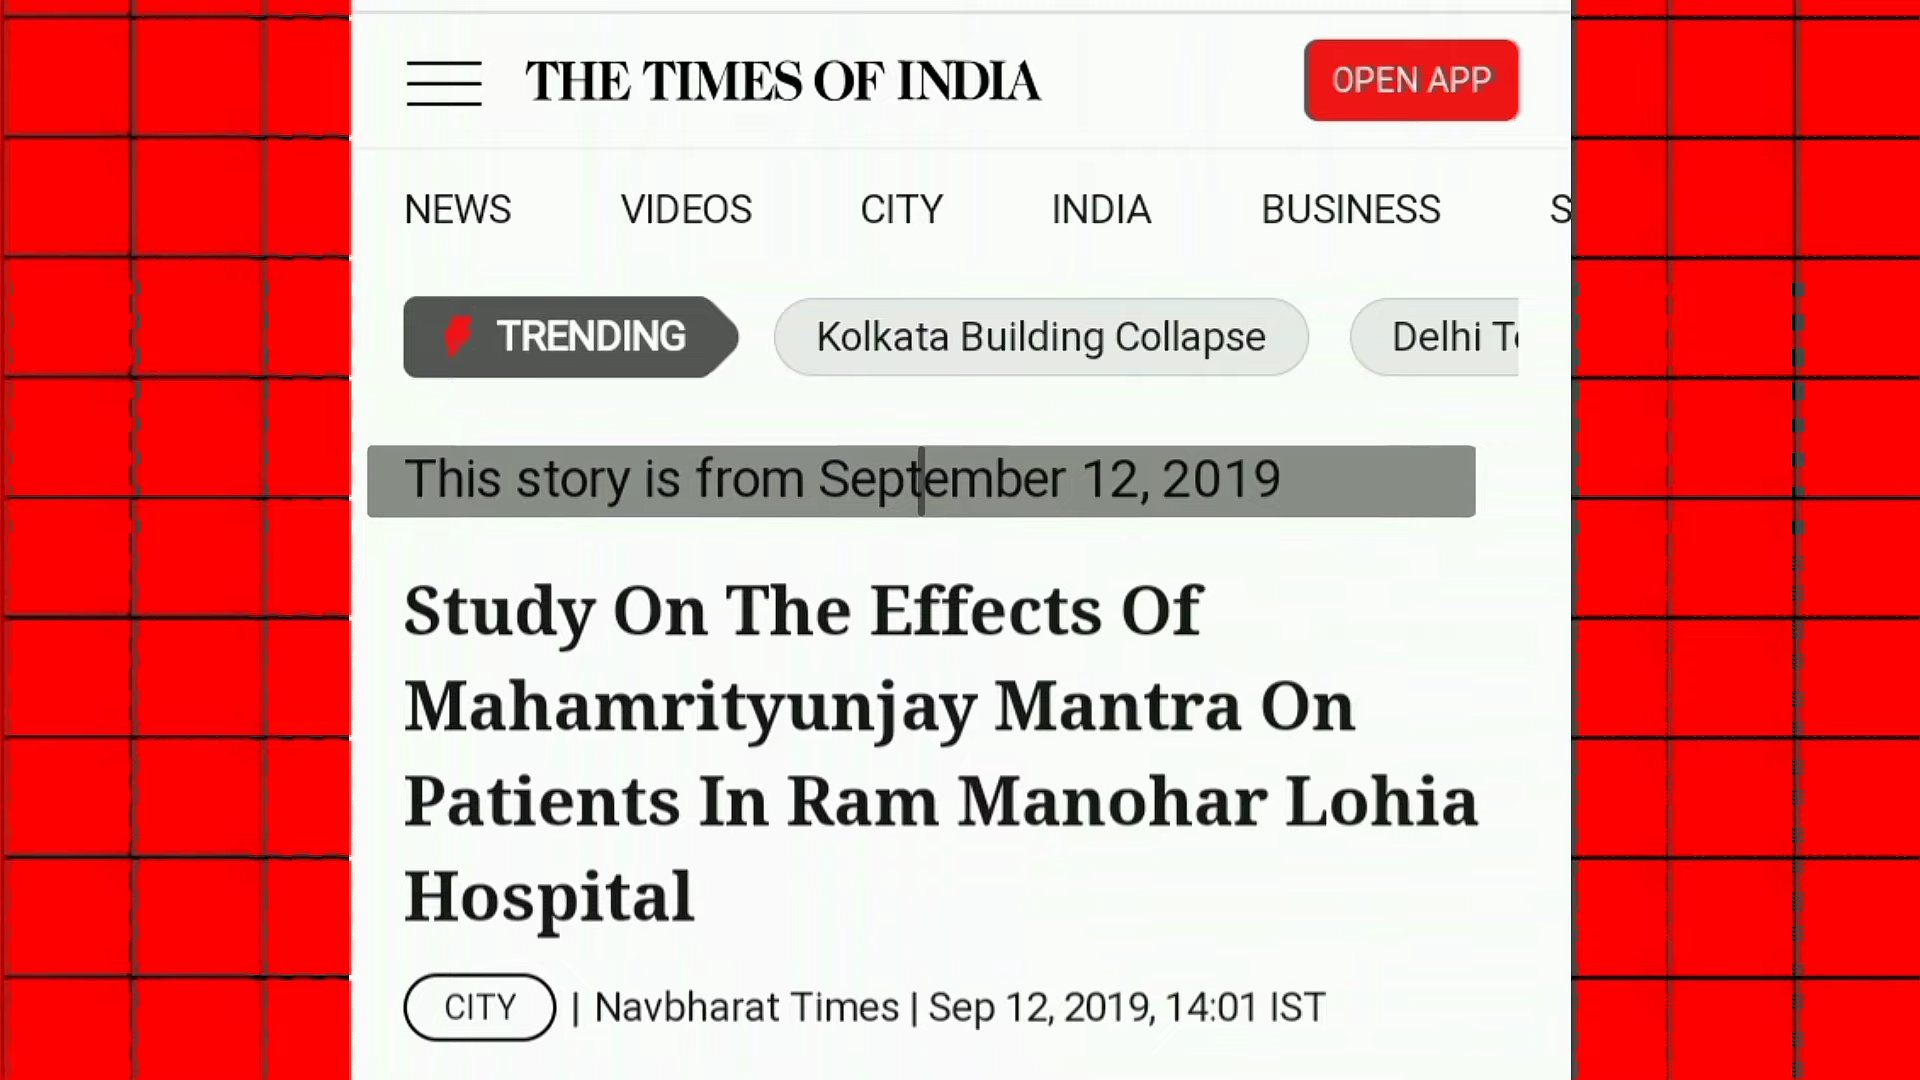 THE TIMES OF INDIA
OPEN APP
NEWS VIDEOS CITY INDIA BUSINESS
TRENDING Kolkata Building Collapse Delhi
This story is from September 12, 2019
Study On The Effects Of
Mahamrityunjay Mantra On
Patients In Ram Manohar Lohia
Hospital
CITY | Navbharat Times | Sep 12, 2019, 14:01 IST